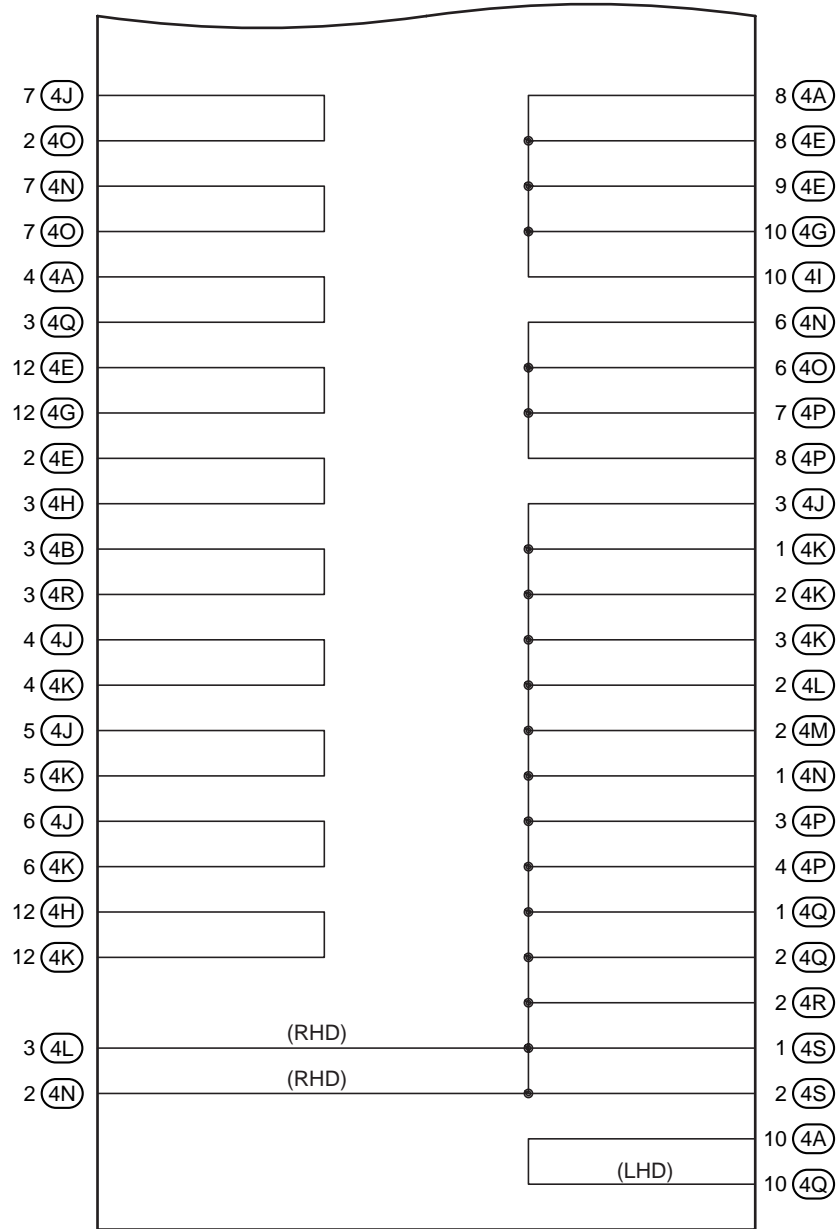 7 4J 8 4A
2 4O 8 4E
7 4N 9 4E
7 4O 10 4G
4 4A 10 4I
3 4Q 6 4N
12 4E 6 4O
12 4G 7 4P
2 4E 8 4P
3 4H 3 4J
3 4B 1 4K
3 4R 2 4K
4 4J 3 4K
4 4K 2 4L
5 4J 2 4M
5 4K 1 4N
6 4J 3 4P
6 4K 4 4P
12 4H 1 4Q
12 4K 2 4Q
2 4R
3 4L (RHD) 1 4S
2 4N (RHD) 2 4S
10 4A
(LHD) 10 4Q